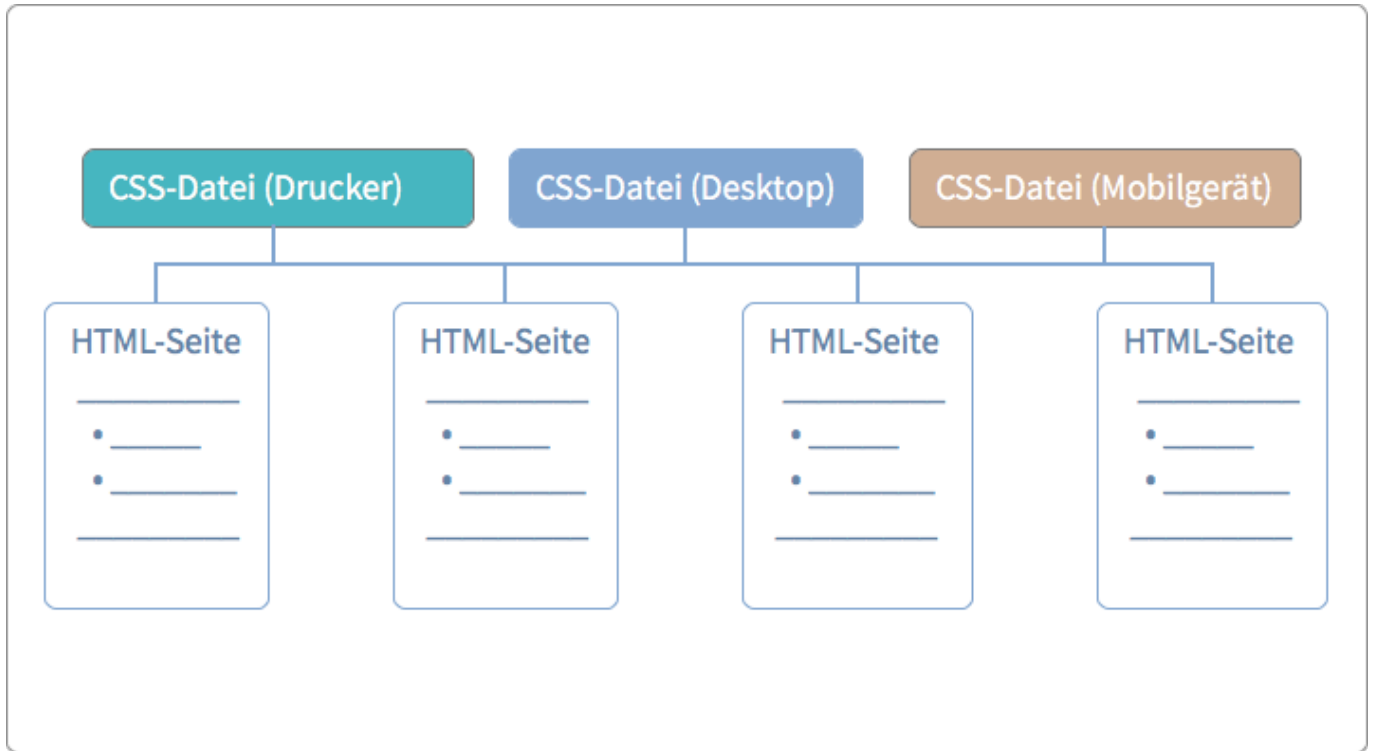 CSS-Datei (Drucker)
CSS-Datei (Desktop)
CSS-Datei (Mobilgerät)
HTML-Seite
HTML-Seite
HTML-Seite
HTML-Seite